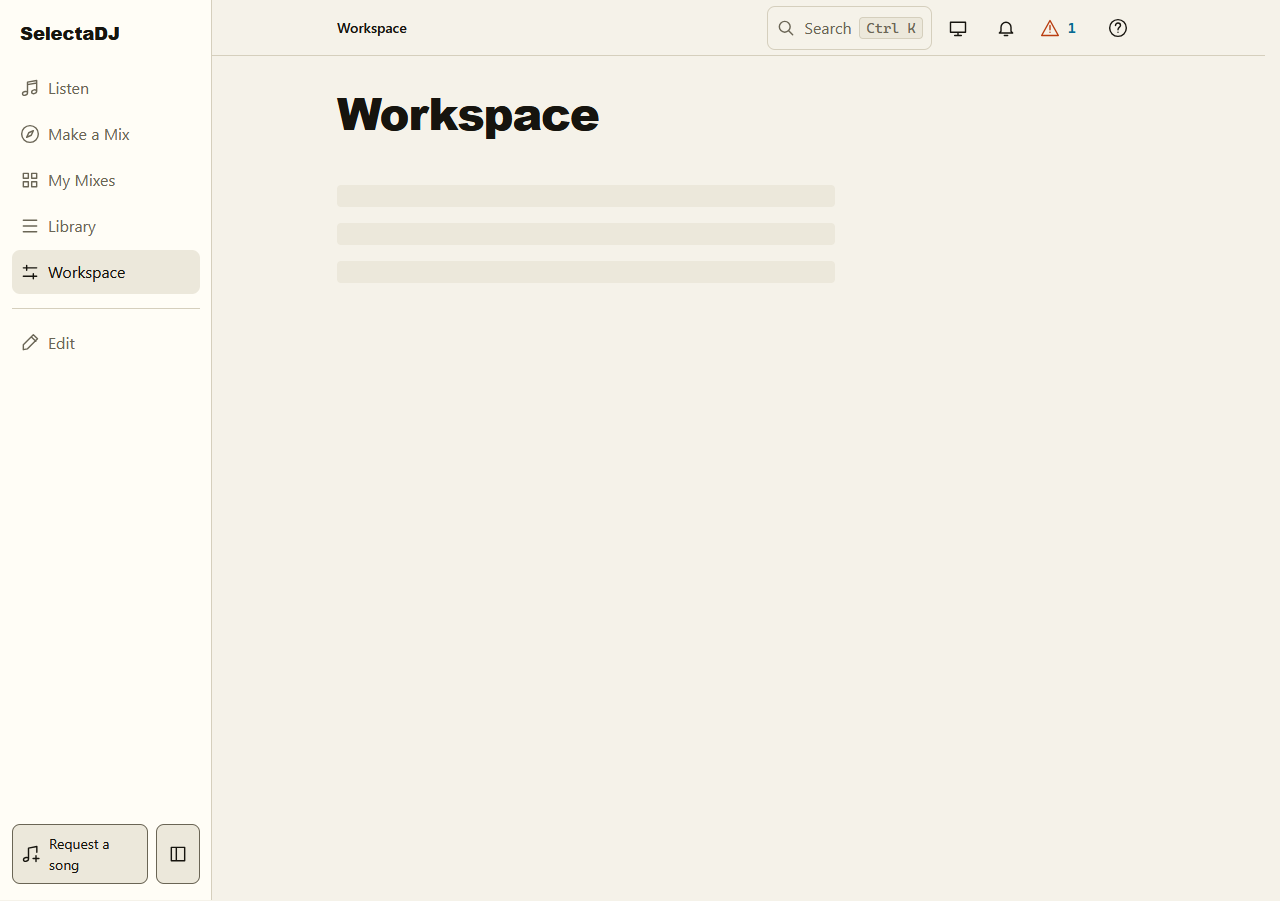 SelectaDJ
Listen
Make a Mix
My Mixes
Library
Workspace
Edit
Request a
song
Workspace
Search Ctrl K
1
Workspace